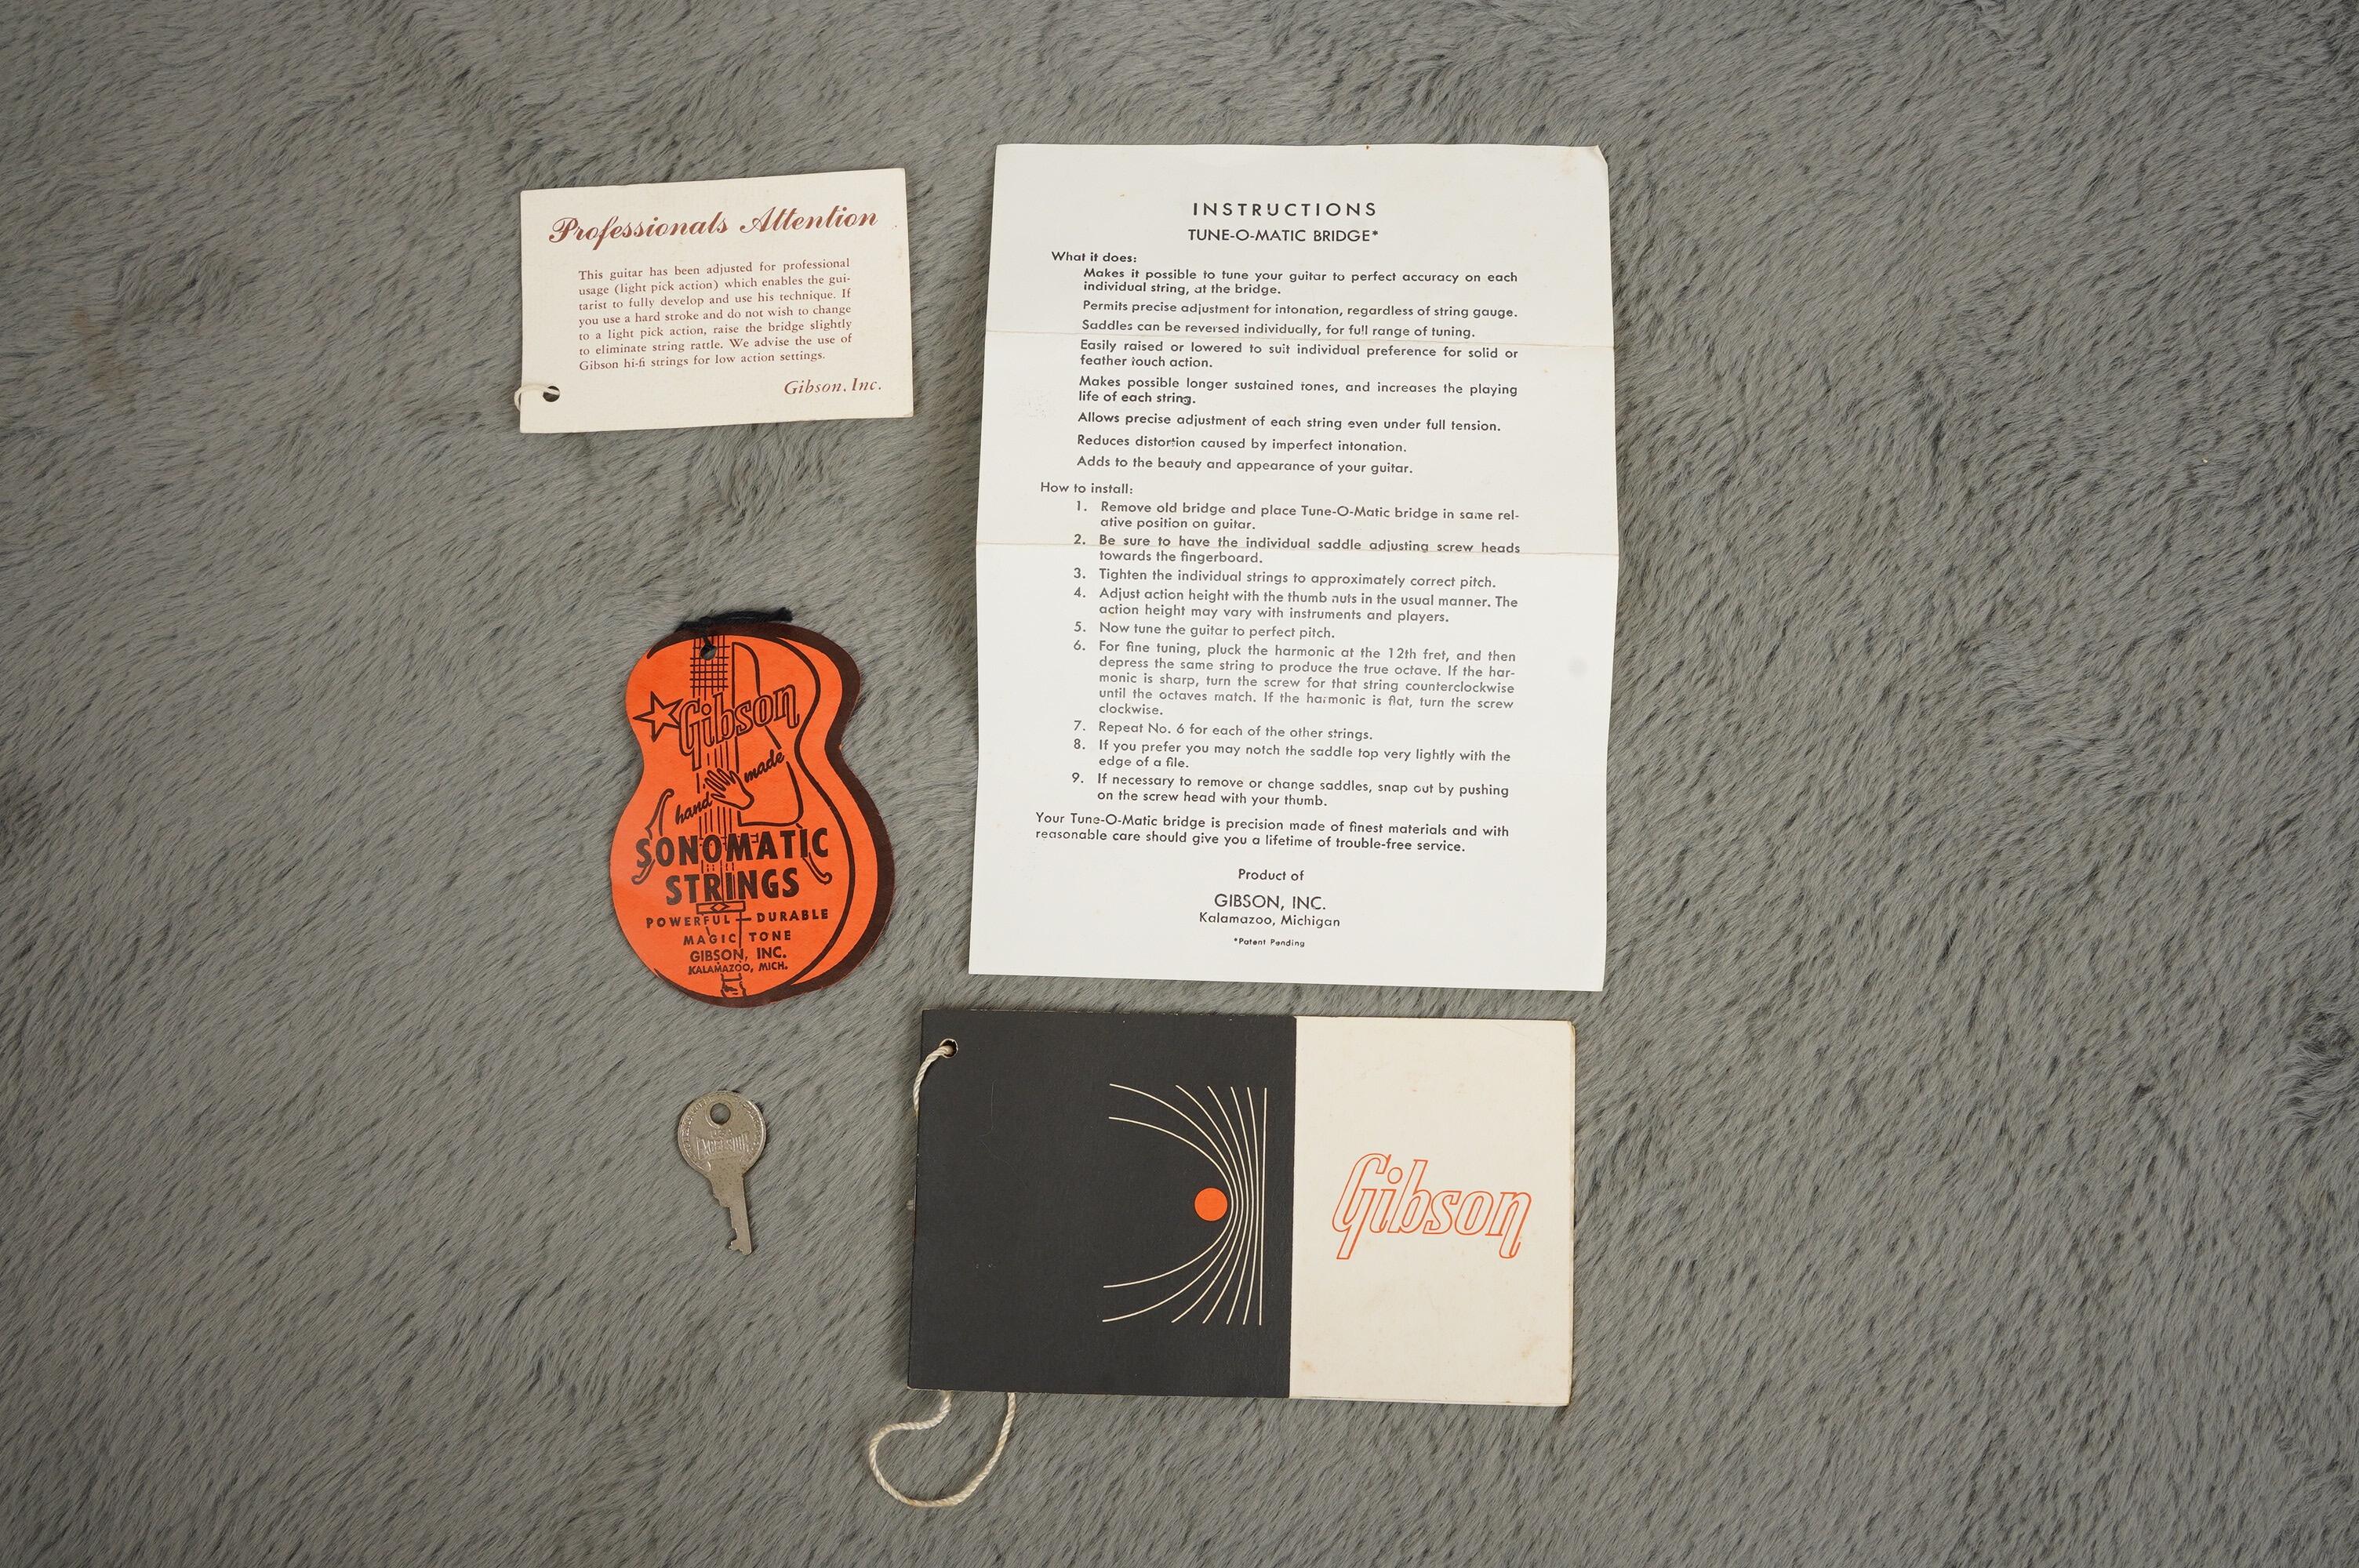 Professionals Attention
This guitar has been adjusted for professional
usage (light pick action) which enables the gui-
tarist to fully develop and use his technique. If
you use a hard stroke and do not wish to change
to a light pick action, raise the bridge slightly
to eliminate string rattle. We advise the use of
Gibson hi-fi strings for low action settings.
Gibson, Inc.
INSTRUCTIONS
TUNE-O-MATIC BRIDGE*
What it does:
Makes it possible to tune your guitar to perfect accuracy on each
individual string, at the bridge.
Permits precise adjustment for intonation, regardless of string gauge.
Saddles can be reversed individually, for full range of tuning.
Easily raised or lowered to suit individual preference for solid or
feather touch action.
Makes possible longer sustained tones, and increases the playing
life of each string.
Allows precise adjustment of each string even under full tension.
Reduces distortion caused by imperfect intonation.
Adds to the beauty and appearance of your guitar.
How to install:
1. Remove old bridge and place Tune-O-Matic bridge in same rel-
ative position on guitar.
2. Be sure to have the individual saddle adjusting screw heads
towards the fingerboard.
3. Tighten the individual strings to approximately correct pitch.
4. Adjust action height with the thumb nuts in the usual manner. The
action height may vary with instruments and players.
5. Now tune the guitar to perfect pitch.
6. For fine tuning, pluck the harmonic at the 12th fret, and then
depress the same string to produce the true octave. If the har-
monic is sharp, turn the screw for that string counterclockwise
until the octaves match. If the harmonic is flat, turn the screw
clockwise.
7. Repeat No. 6 for each of the other strings.
8. If you prefer you may notch the saddle top very lightly with the
edge of a file.
9. If necessary to remove or change saddles, snap out by pushing
on the screw head with your thumb.
Your Tune-O-Matic bridge is precision made of finest materials and with
reasonable care should give you a lifetime of trouble-free service.
Product of
GIBSON, INC.
Kalamazoo, Michigan
*Patent Pending
Gibson
hand made
SONOMATIC
STRINGS
POWERFUL — DURABLE
MAGIC TONE
GIBSON, INC.
KALAMAZOO, MICH.
EXCELSIOR
Gibson